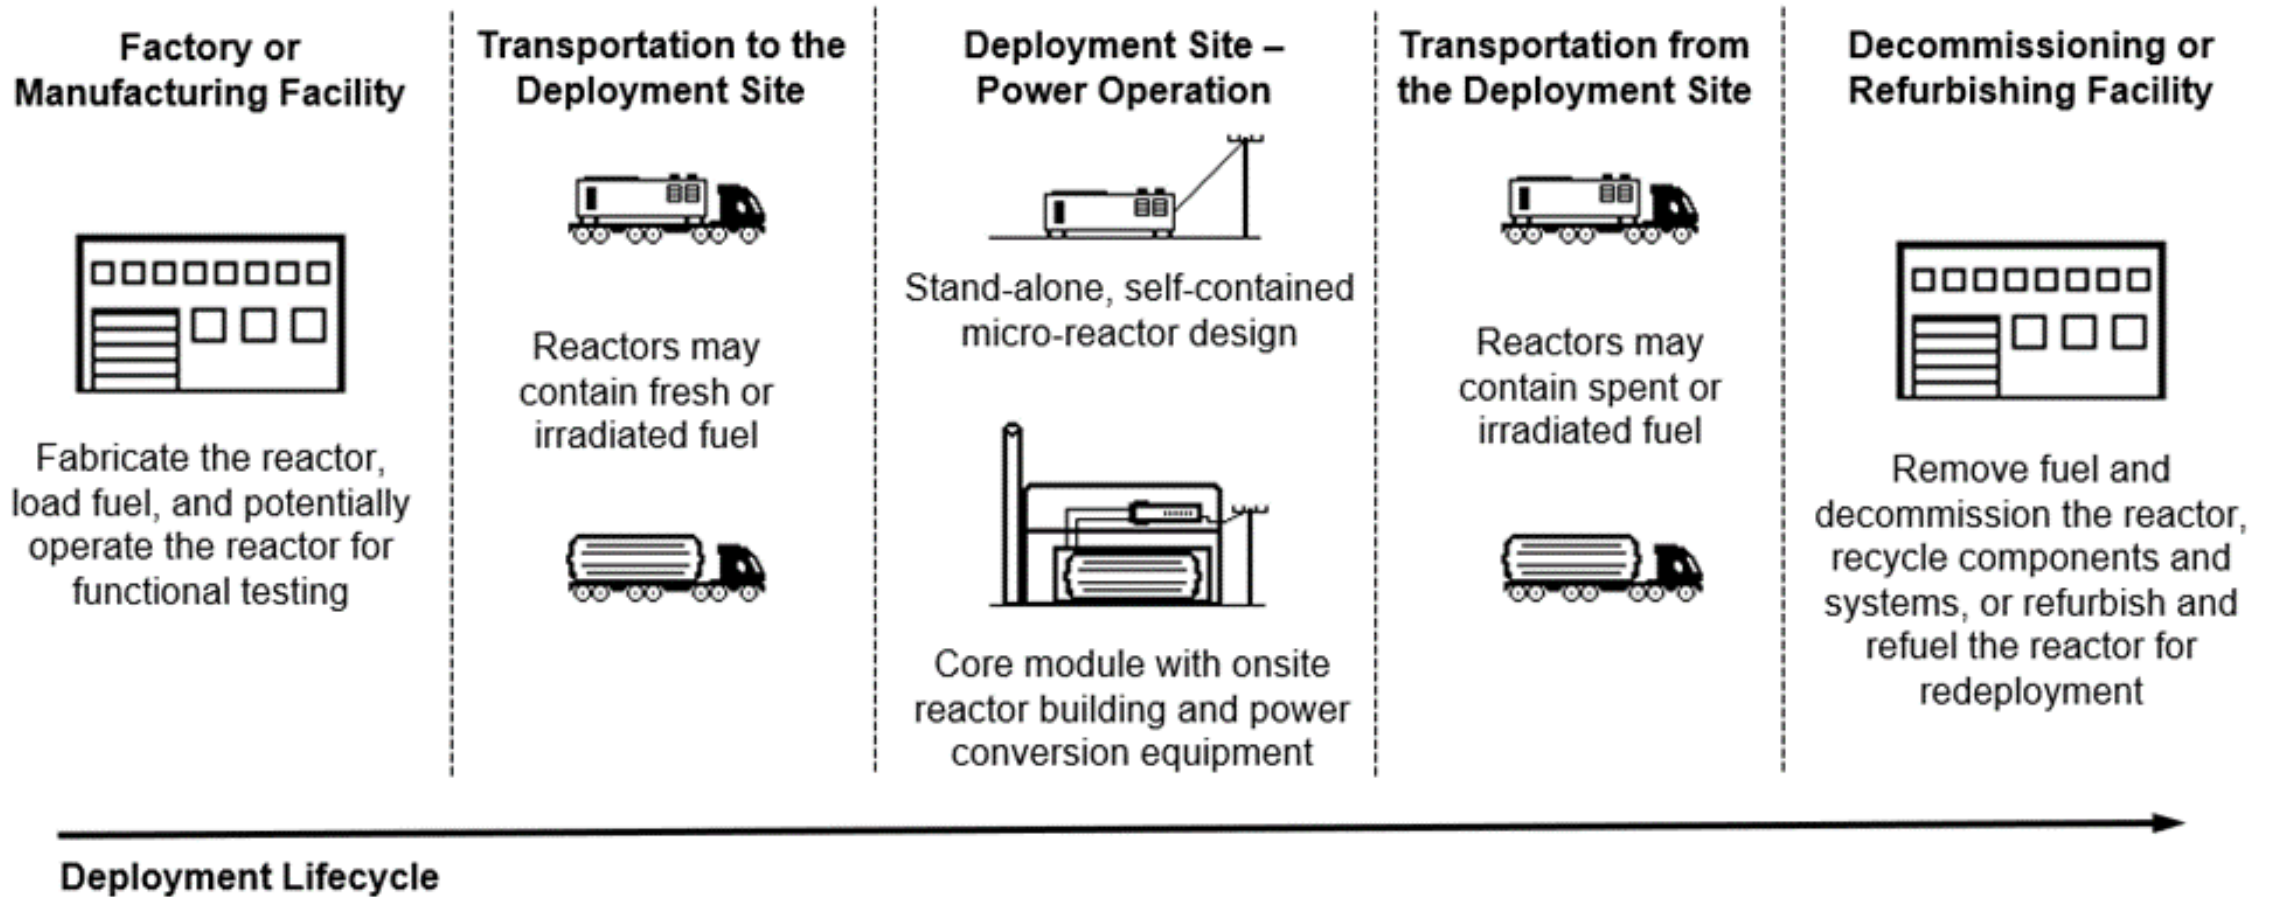 Factory or
Manufacturing Facility
Fabricate the reactor,
load fuel, and potentially
operate the reactor for
functional testing
Transportation to the
Deployment Site
Reactors may
contain fresh or
irradiated fuel
Deployment Site –
Power Operation
Stand-alone, self-contained
micro-reactor design
Core module with onsite
reactor building and power
conversion equipment
Transportation from
the Deployment Site
Reactors may
contain spent or
irradiated fuel
Decommissioning or
Refurbishing Facility
Remove fuel and
decommission the reactor,
recycle components and
systems, or refurbish and
refuel the reactor for
redeployment
Deployment Lifecycle